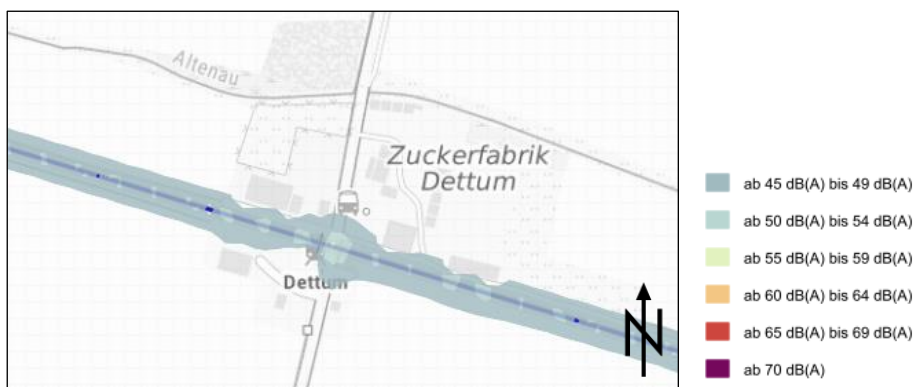 Altenau
Zuckerfabrik
Dettum
Dettum
N
ab 45 dB(A) bis 49 dB(A)
ab 50 dB(A) bis 54 dB(A)
ab 55 dB(A) bis 59 dB(A)
ab 60 dB(A) bis 64 dB(A)
ab 65 dB(A) bis 69 dB(A)
ab 70 dB(A)